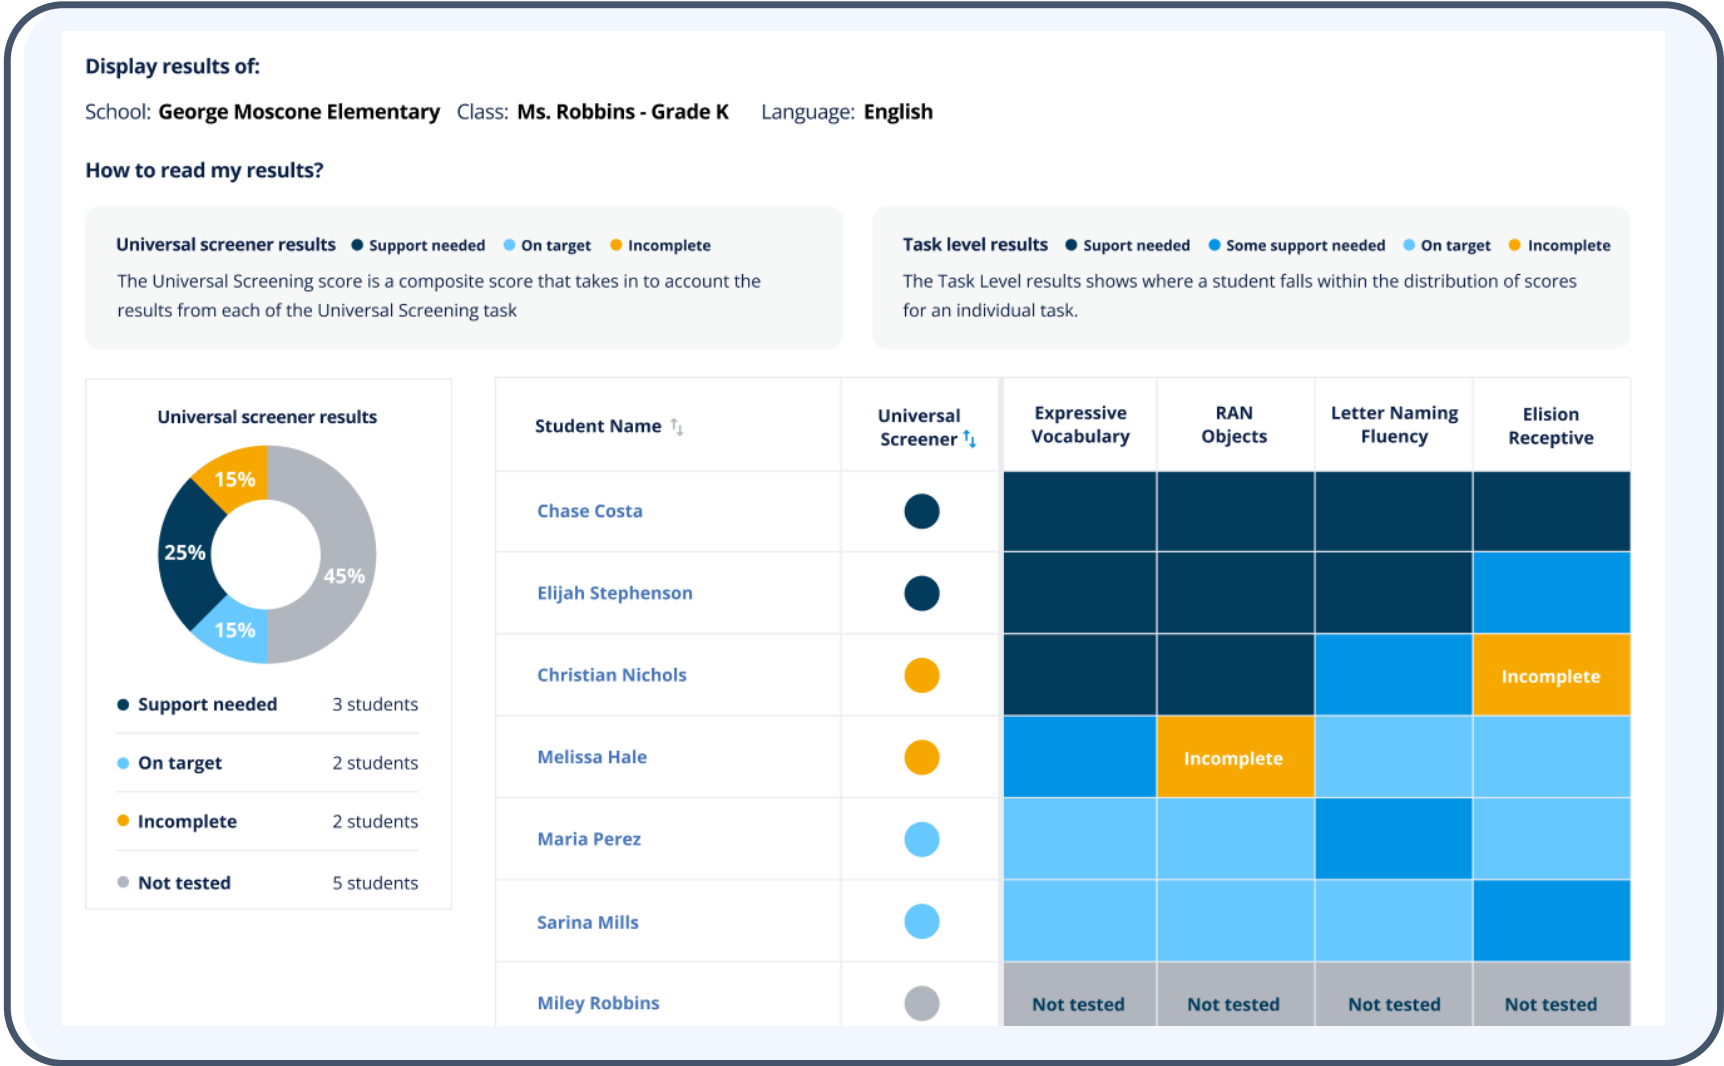 Display results of:
School: George Moscone Elementary Class: Ms. Robbins - Grade K Language: English
How to read my results?
Universal screener results Support needed On target Incomplete
The Universal Screening score is a composite score that takes in to account the
results from each of the Universal Screening task
Task level results Suport needed Some support needed On target Incomplete
The Task Level results shows where a student falls within the distribution of scores
for an individual task.
Universal screener results
15%
25%
45%
15%
Support needed 3 students
On target 2 students
Incomplete 2 students
Not tested 5 students
Student Name
Universal
Screener
Expressive
Vocabulary
RAN
Objects
Letter Naming
Fluency
Elision
Receptive
Chase Costa
Elijah Stephenson
Christian Nichols
Incomplete
Melissa Hale
Incomplete
Maria Perez
Sarina Mills
Miley Robbins
Not tested
Not tested
Not tested
Not tested